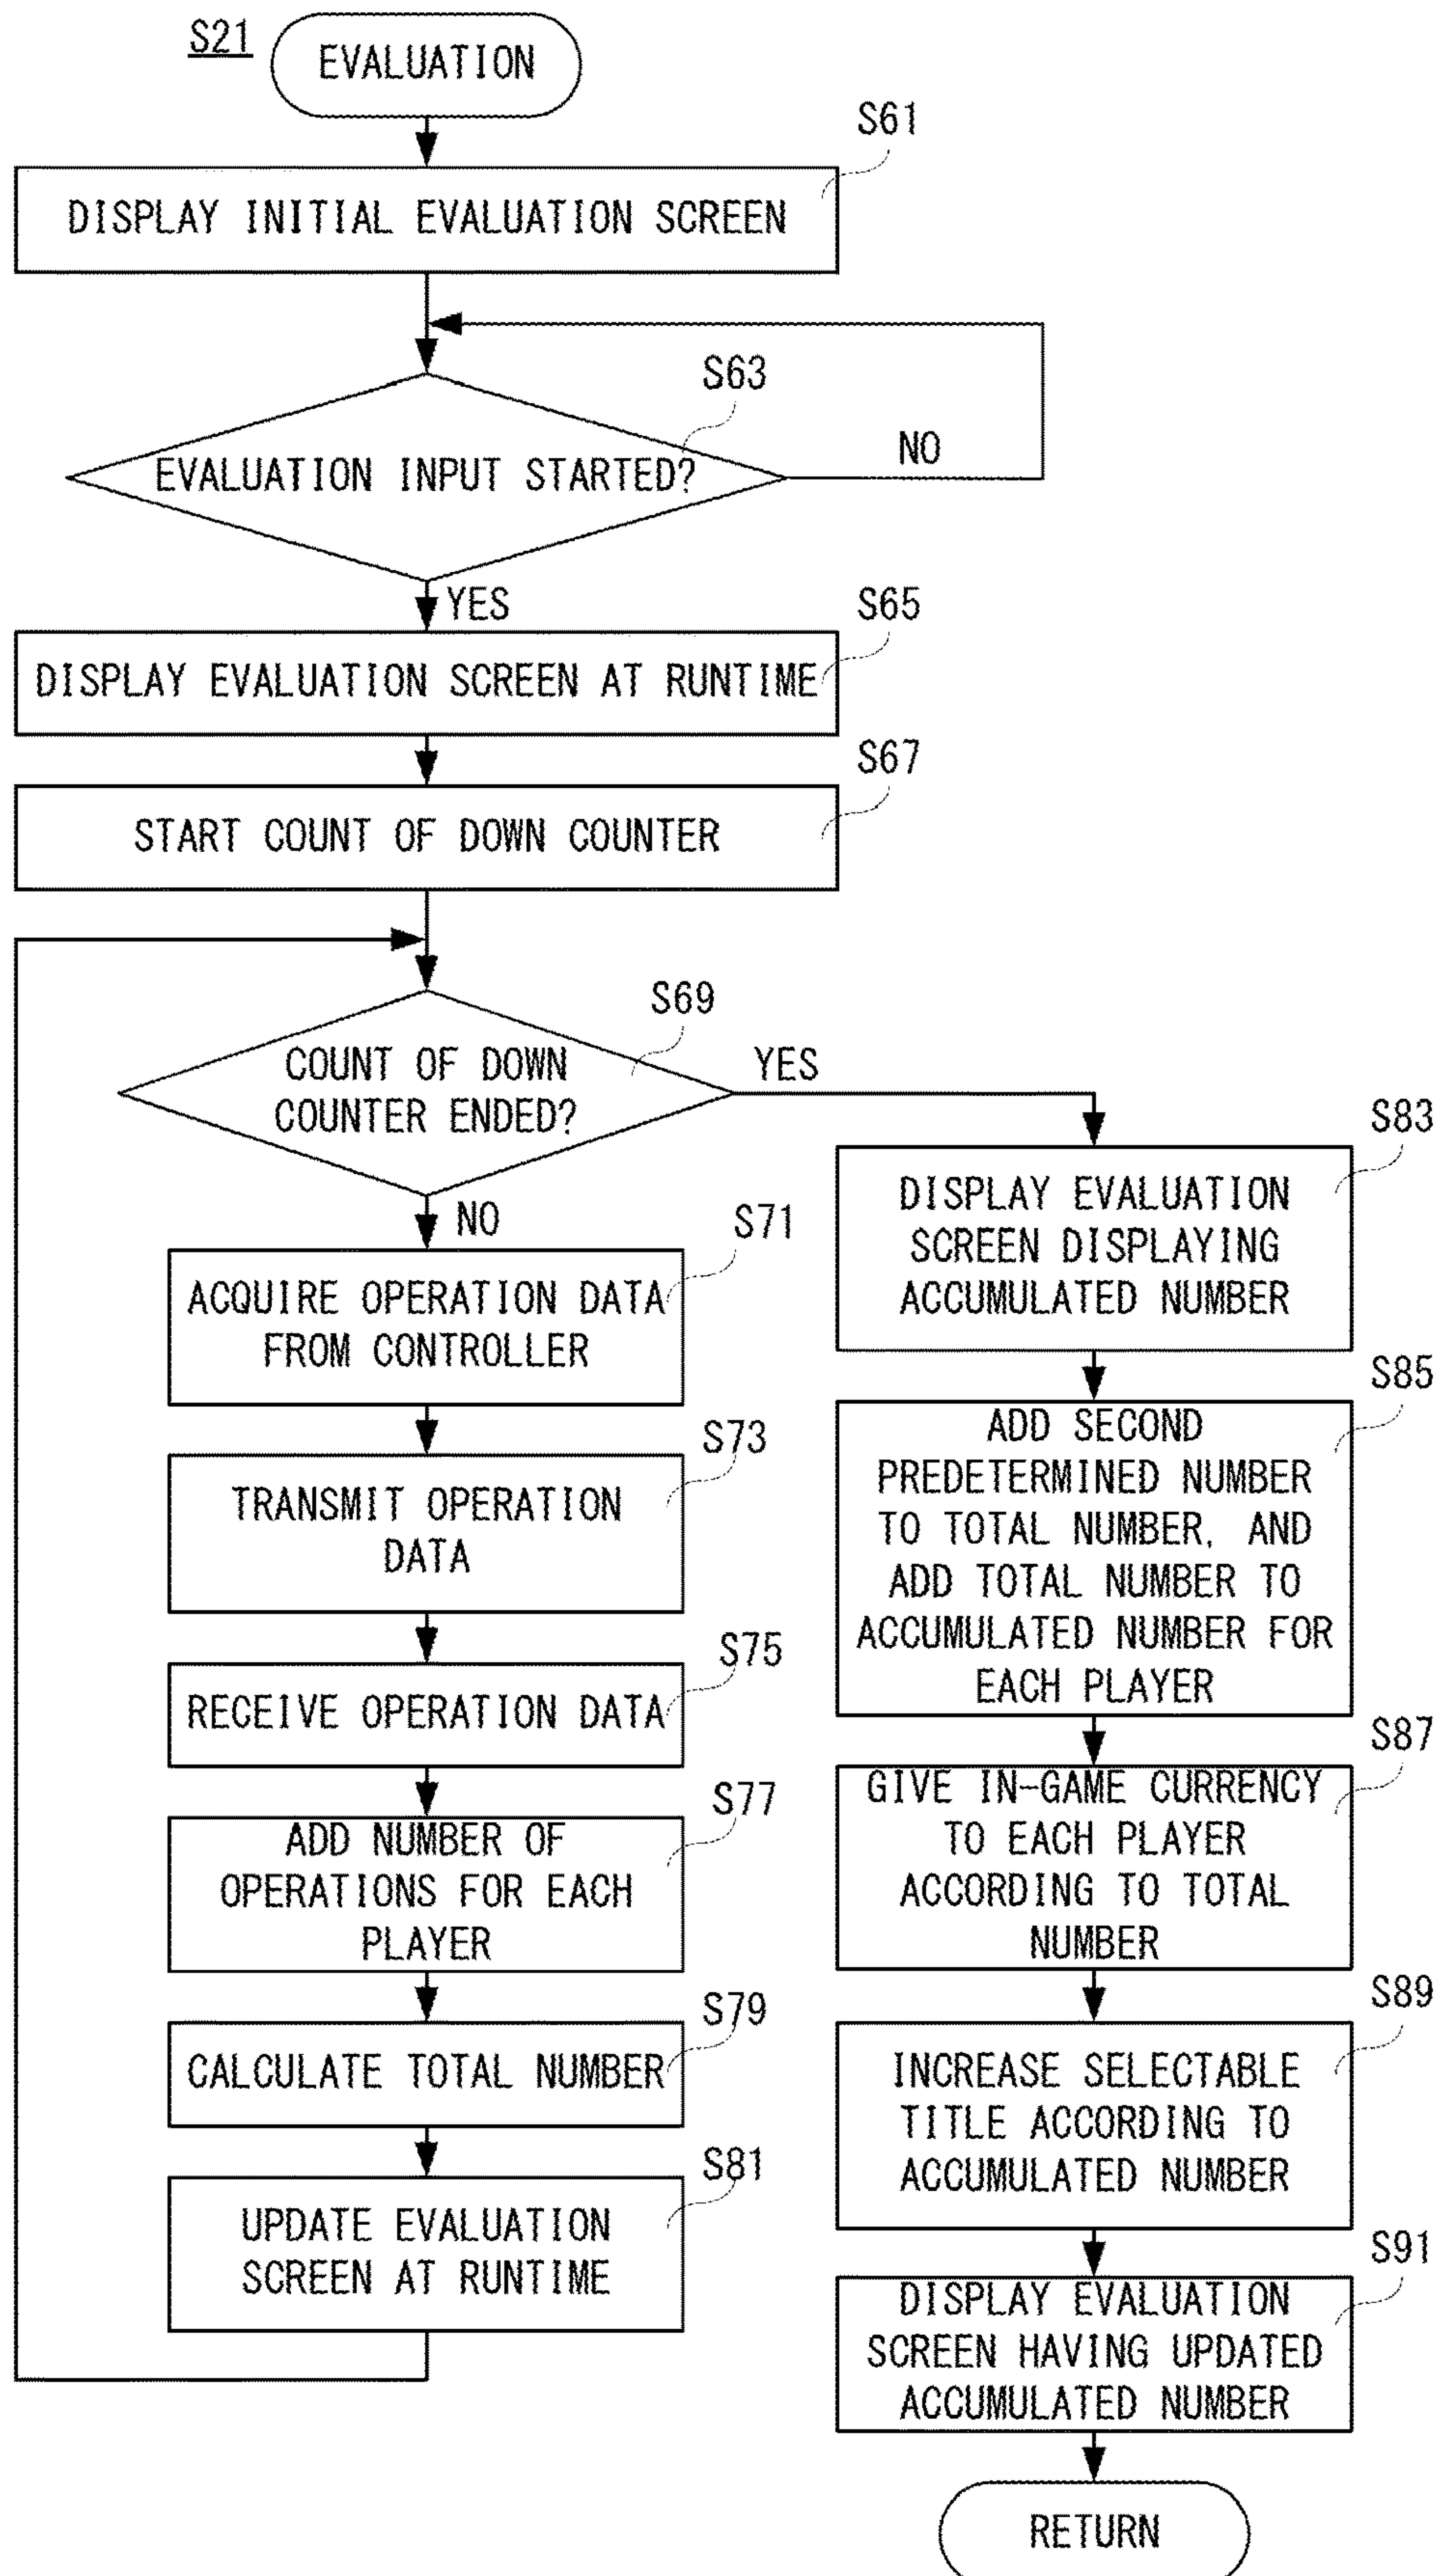 S21
EVALUATION
S61
DISPLAY INITIAL EVALUATION SCREEN
S63
EVALUATION INPUT STARTED?
NO
YES
S65
DISPLAY EVALUATION SCREEN AT RUNTIME
S67
START COUNT OF DOWN COUNTER
S69
COUNT OF DOWN
COUNTER ENDED?
YES
NO
S71
ACQUIRE OPERATION DATA
FROM CONTROLLER
S73
TRANSMIT OPERATION
DATA
S75
RECEIVE OPERATION DATA
S77
ADD NUMBER OF
OPERATIONS FOR EACH
PLAYER
S79
CALCULATE TOTAL NUMBER
S81
UPDATE EVALUATION
SCREEN AT RUNTIME
S83
DISPLAY EVALUATION
SCREEN DISPLAYING
ACCUMULATED NUMBER
S85
ADD SECOND
PREDETERMINED NUMBER
TO TOTAL NUMBER, AND
ADD TOTAL NUMBER TO
ACCUMULATED NUMBER FOR
EACH PLAYER
S87
GIVE IN-GAME CURRENCY
TO EACH PLAYER
ACCORDING TO TOTAL
NUMBER
S89
INCREASE SELECTABLE
TITLE ACCORDING TO
ACCUMULATED NUMBER
S91
DISPLAY EVALUATION
SCREEN HAVING UPDATED
ACCUMULATED NUMBER
RETURN